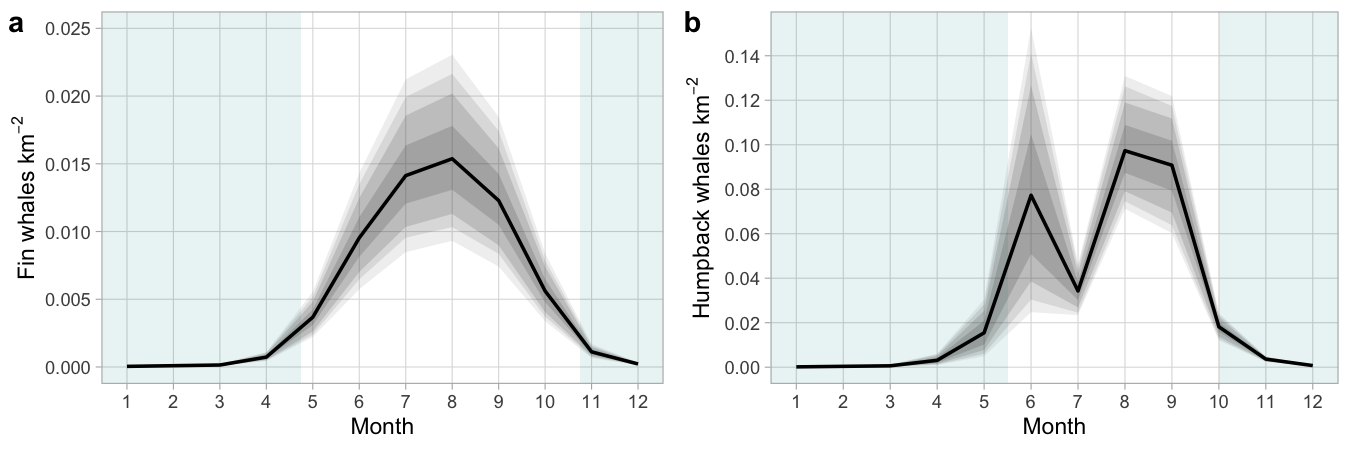 a
Fin whales km⁻²
0.025
0.020
0.015
0.010
0.005
0.000
1 2 3 4 5 6 7 8 9 10 11 12
Month
b
Humpback whales km⁻²
0.14
0.12
0.10
0.08
0.06
0.04
0.02
0.00
1 2 3 4 5 6 7 8 9 10 11 12
Month